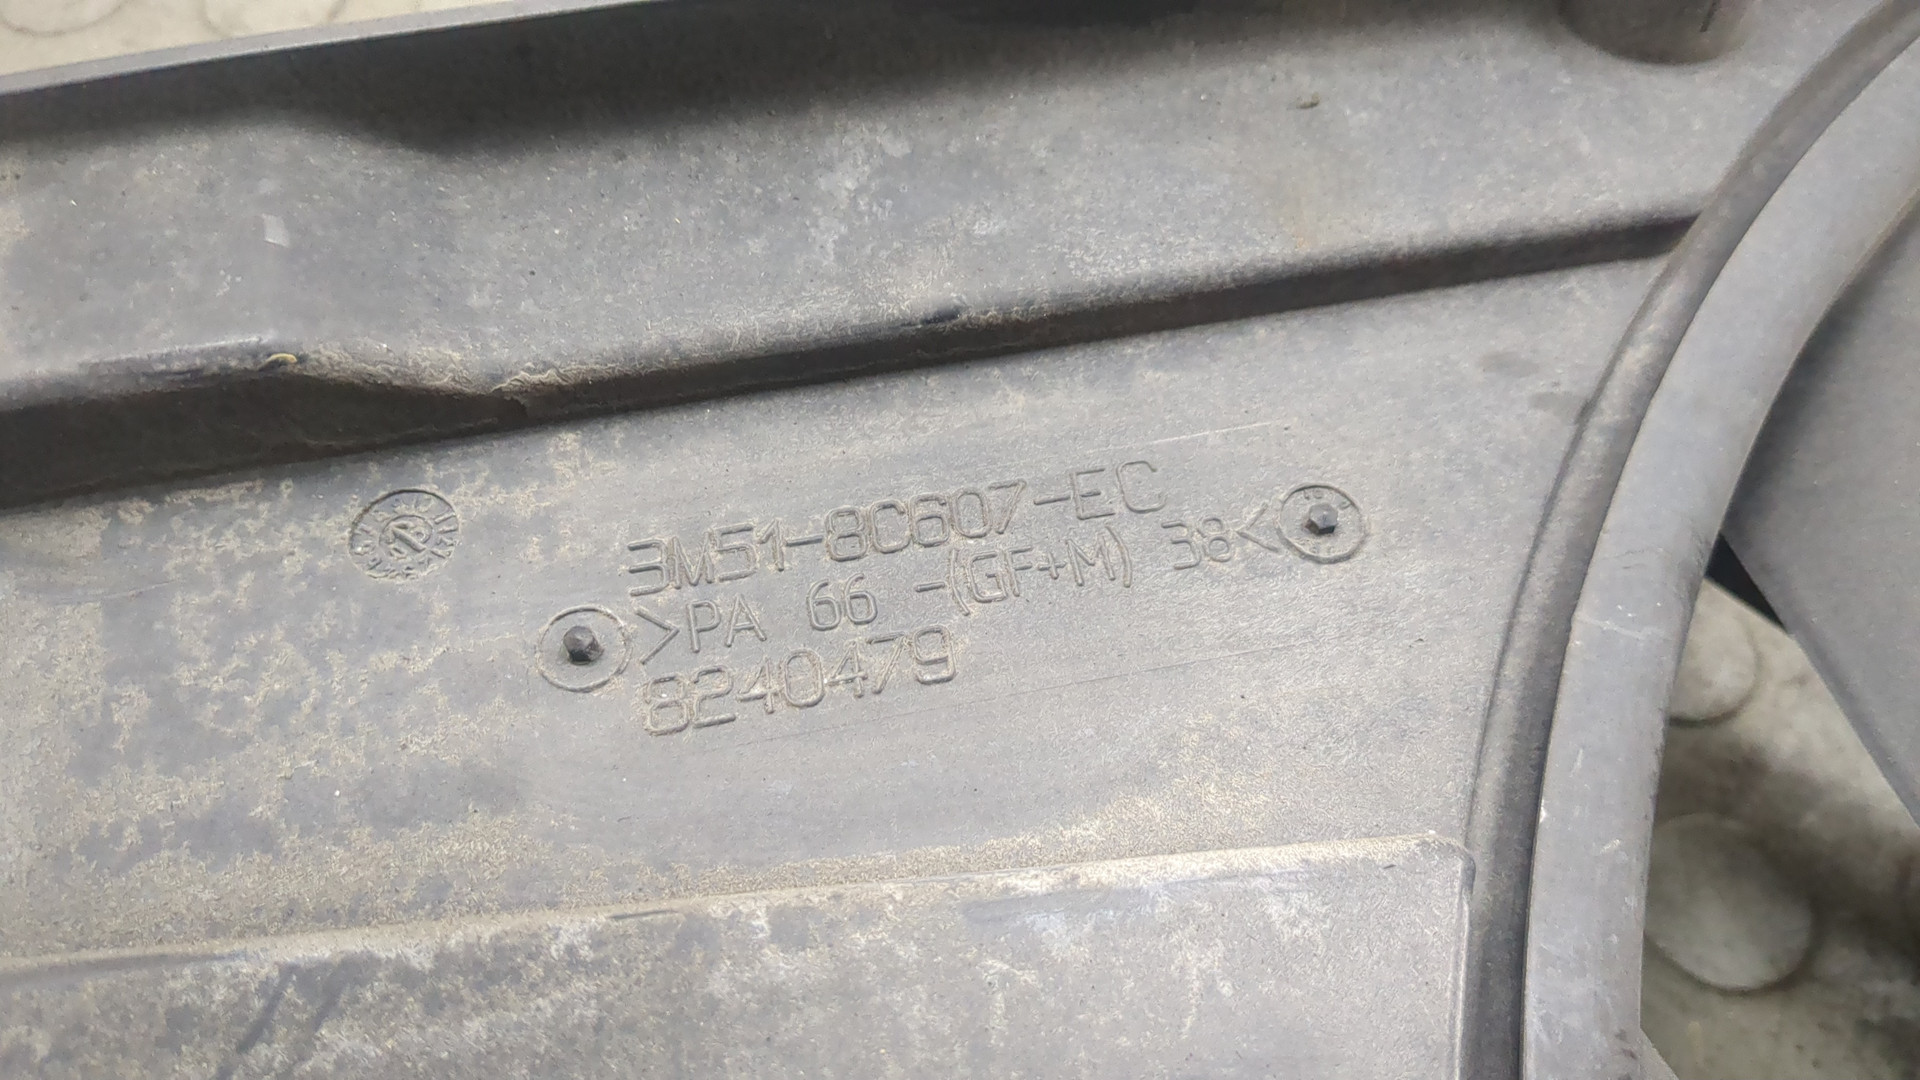 3M51-8C607-EC
>PA 66 -(GF+M) 38<
8240479